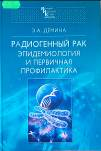 Э.А. ДЕМИНА
РАДИОГЕННЫЙ РАК
ЭПИДЕМИОЛОГИЯ
И ПЕРВИЧНАЯ
ПРОФИЛАКТИКА